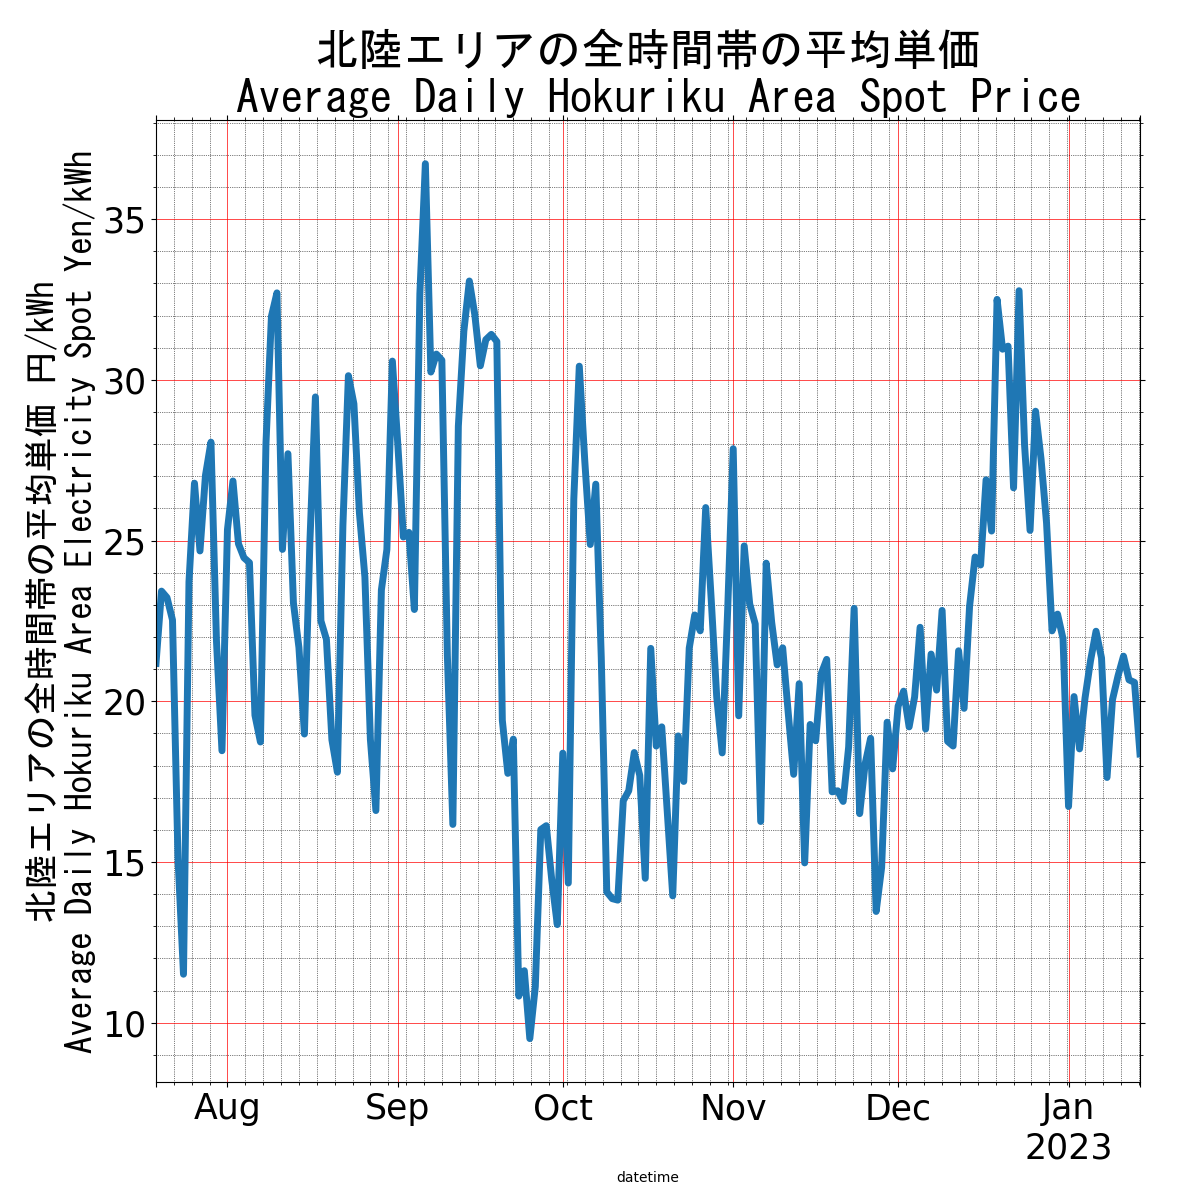 北陸エリアの全時間帯の平均単価
Average Daily Hokuriku Area Spot Price
北陸エリアの全時間帯の平均単価 円/kWh
Average Daily Hokuriku Area Electricity Spot Yen/kWh
35
30
25
20
15
10
Aug
Sep
Oct
Nov
Dec
Jan
2023
datetime